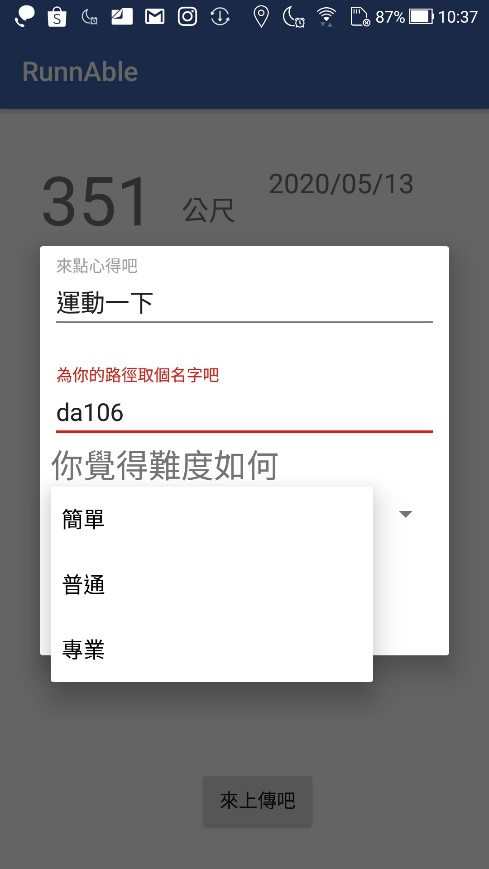 87% 10:37
RunnAble
351 公尺 2020/05/13
來點心得吧
運動一下
為你的路徑取個名字吧
da106
你覺得難度如何
簡單
普通
專業
來上傳吧